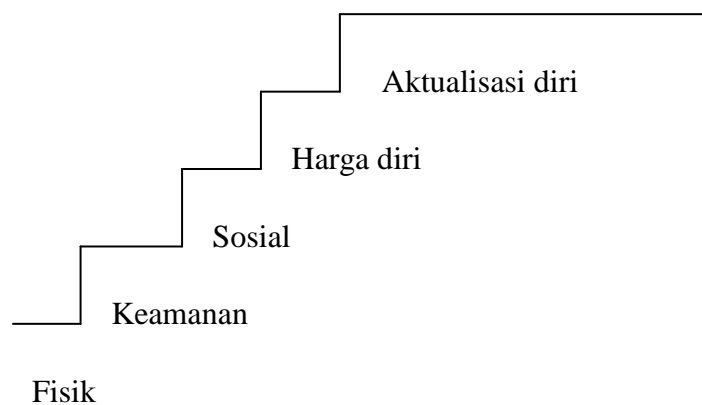 Aktualisasi diri
Harga diri
Sosial
Keamanan
Fisik